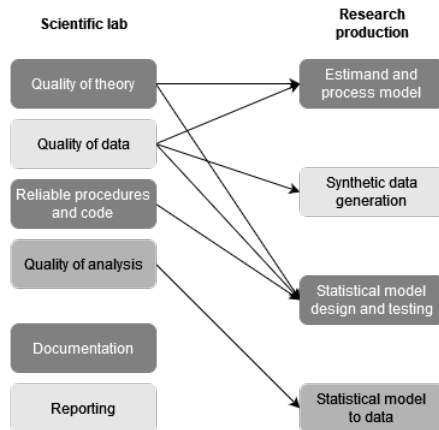 Scientific lab
Quality of theory
Quality of data
Reliable procedures
and code
Quality of analysis
Documentation
Reporting
Research
production
Estimand and
process model
Synthetic data
generation
Statistical model
design and testing
Statistical model
to data